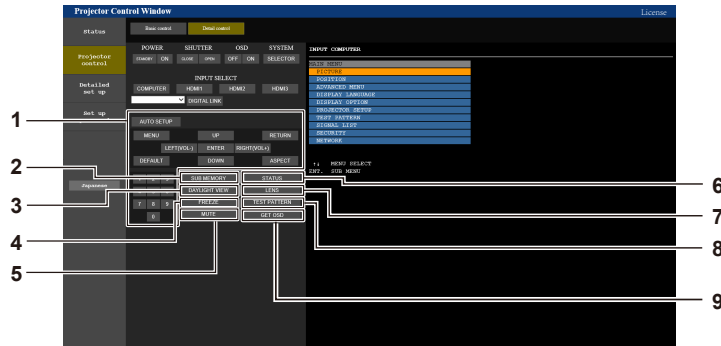 Projector Control Window
License
Status
Projector
control
Detailed
set up
Set up
Japanese
Basic control
Detail control
POWER
SHUTTER
OSD
SYSTEM
STANDBY
ON
CLOSE
OPEN
OFF
ON
SELECTOR
INPUT SELECT
COMPUTER
HDMI1
HDMI2
HDMI3
DIGITAL LINK
AUTO SETUP
MENU
UP
RETURN
LEFT(VOL-)
ENTER
RIGHT(VOL+)
DEFAULT
DOWN
ASPECT
SUB MEMORY
STATUS
DAYLIGHT VIEW
LENS
7
8
9
FREEZE
TEST PATTERN
0
MUTE
GET OSD
INPUT COMPUTER
MAIN MENU
PICTURE
POSITION
ADVANCED MENU
DISPLAY LANGUAGE
DISPLAY OPTION
PROJECTOR SETUP
TEST PATTERN
SIGNAL LIST
SECURITY
NETWORK
↑↓ MENU SELECT
ENT. SUB MENU
1
2
3
4
5
6
7
8
9